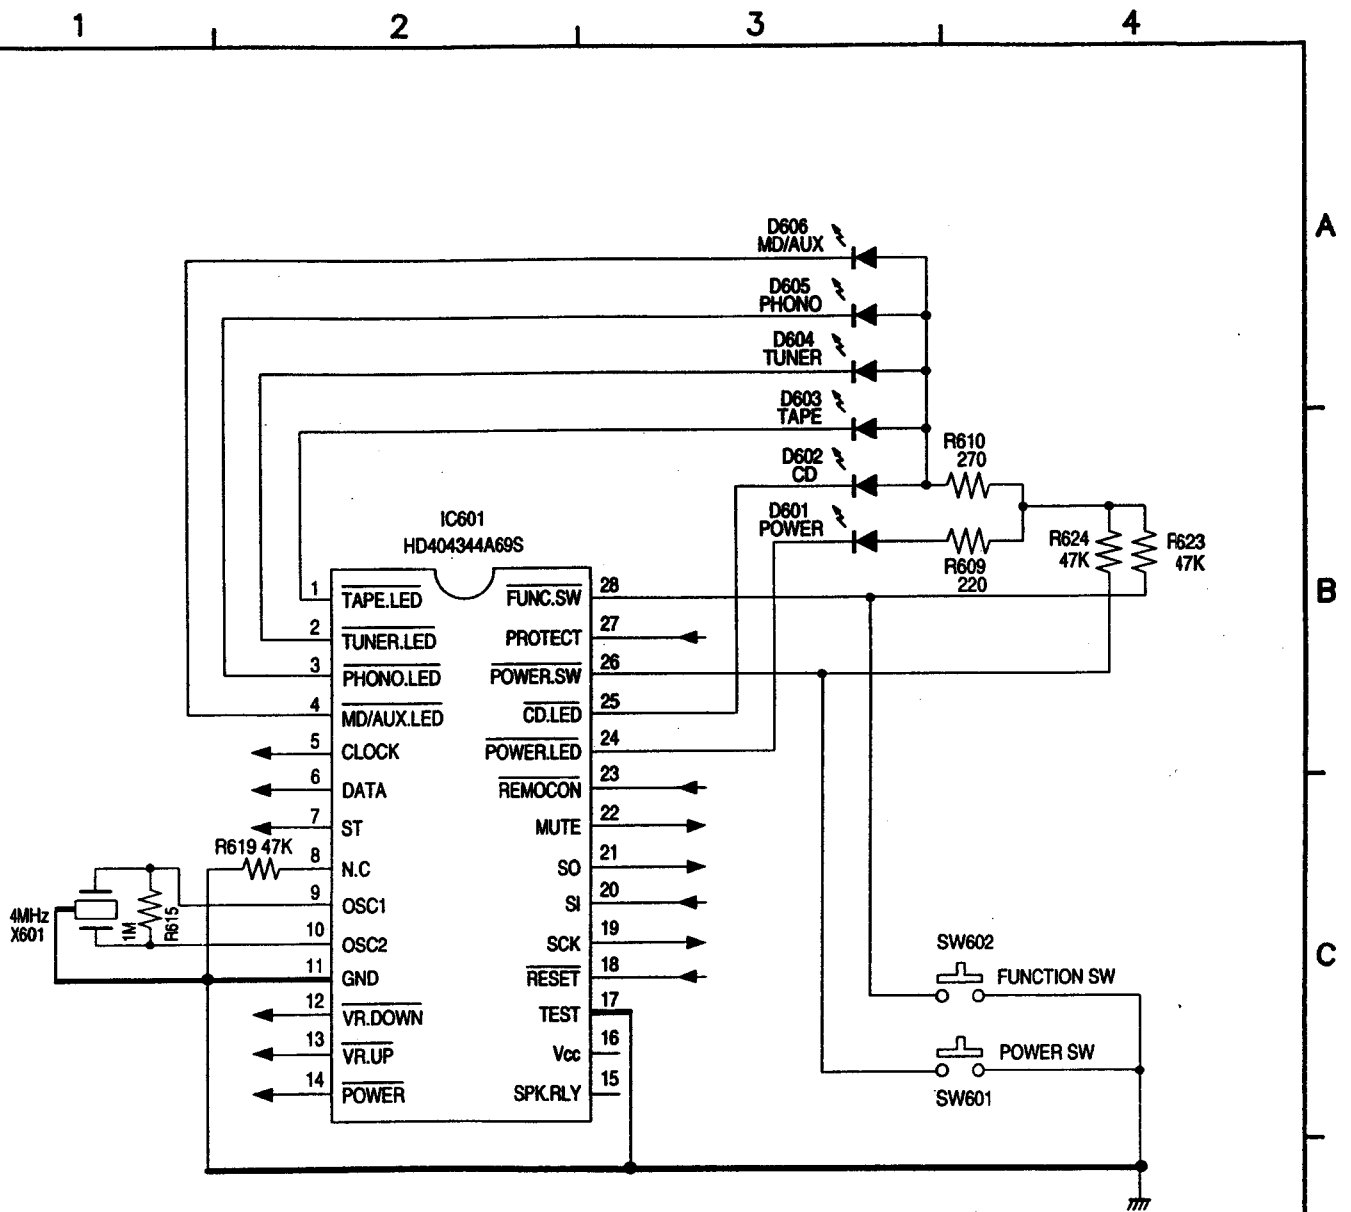 1 2 3 4
A
D606
MD/AUX
D605
PHONO
D604
TUNER
D603
TAPE
D602
CD
R610
270
D601
POWER
R609
220
R624
47K
R623
47K
B
IC601
HD404344A69S
1 TAPE.LED
2 TUNER.LED
3 PHONO.LED
4 MD/AUX.LED
5 CLOCK
6 DATA
7 ST
R619 47K
8 N.C
9 OSC1
10 OSC2
11 GND
12 VR.DOWN
13 VR.UP
14 POWER
28 FUNC.SW
27 PROTECT
26 POWER.SW
25 CD.LED
24 POWER.LED
23 REMOCON
22 MUTE
21 SO
20 SI
19 SCK
18 RESET
17 TEST
16 Vcc
15 SPK.RLY
4MHz
X601
1M
R615
C
SW602
FUNCTION SW
POWER SW
SW601